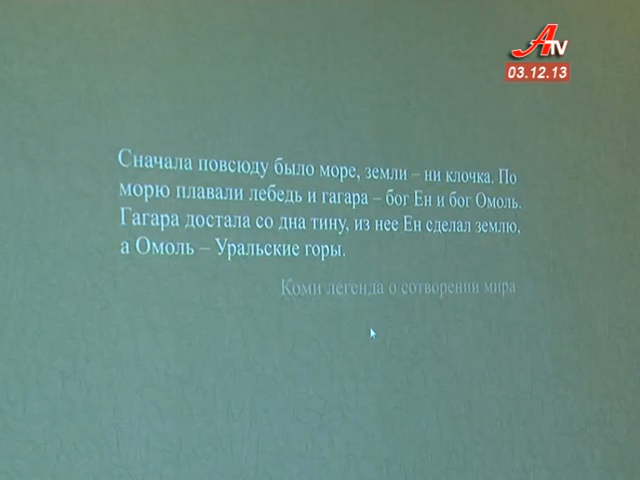 ATV
03.12.13
Сначала повсюду было море, земли – ни клочка. По
морю плавали лебедь и гагара – бог Ен и бог Омоль.
Гагара достала со дна тину, из нее Ен сделал землю,
а Омоль – Уральские горы.
Коми легенда о сотворении мира